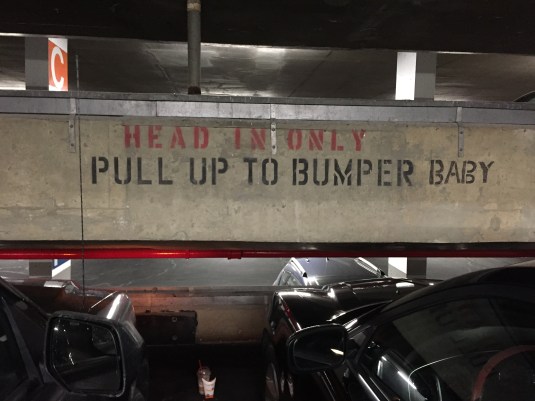 C
HEAD IN ONLY
PULL UP TO BUMPER BABY